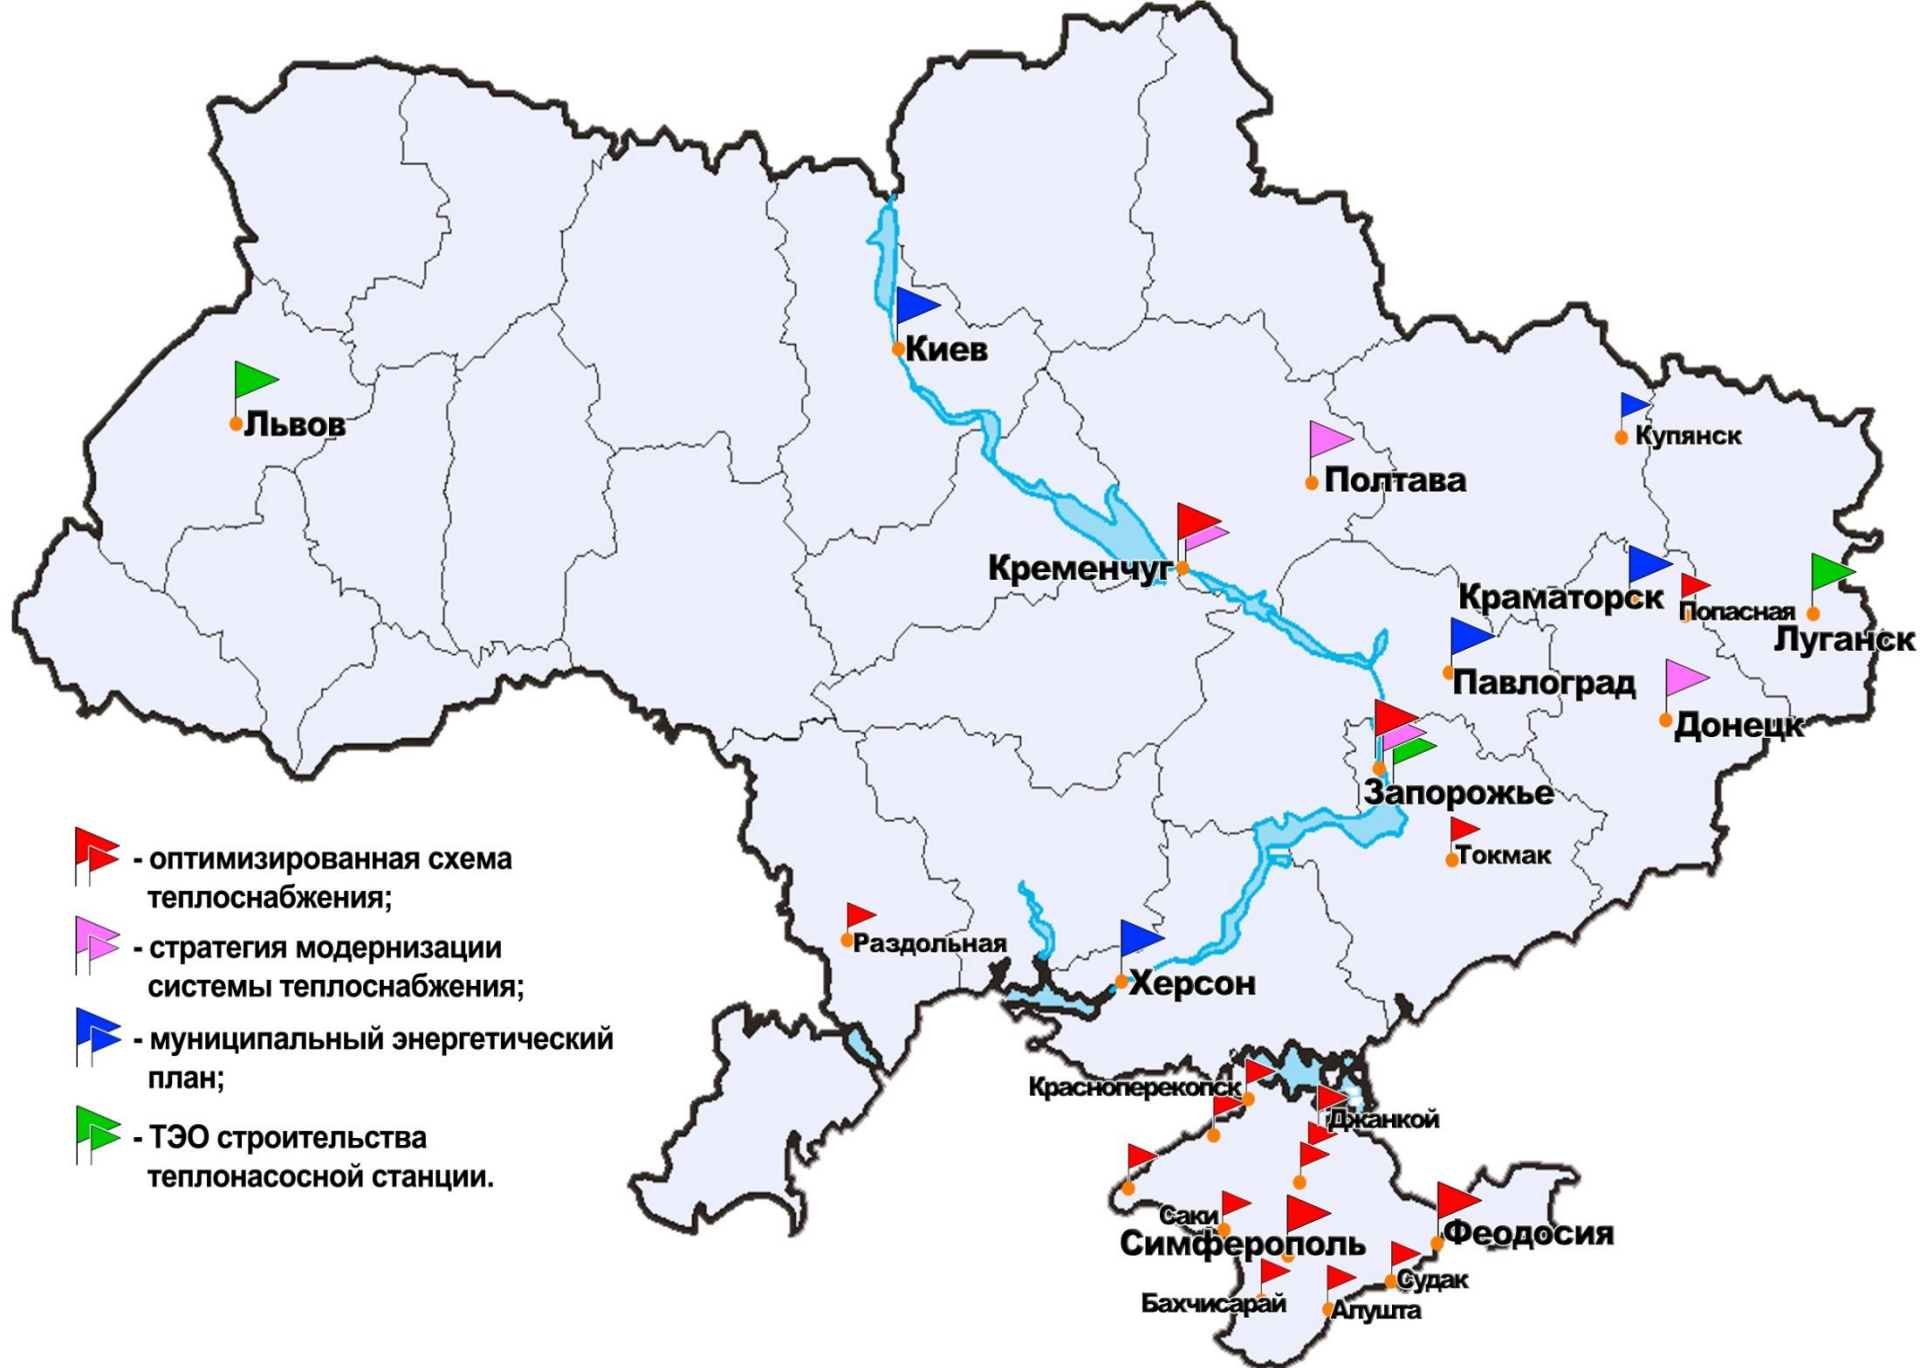 Киев
Львов
Купянск
Полтава
Кременчуг
Краматорск
Попасная
Луганск
Павлоград
Донецк
Запорожье
Токмак
- оптимизированная схема
теплоснабжения;
- стратегия модернизации
системы теплоснабжения;
- муниципальный энергетический
план;
- ТЭО строительства
теплонасосной станции.
Раздольная
Херсон
Красноперекопск
Джанкой
Саки
Симферополь
Феодосия
Судак
Бахчисарай
Алушта